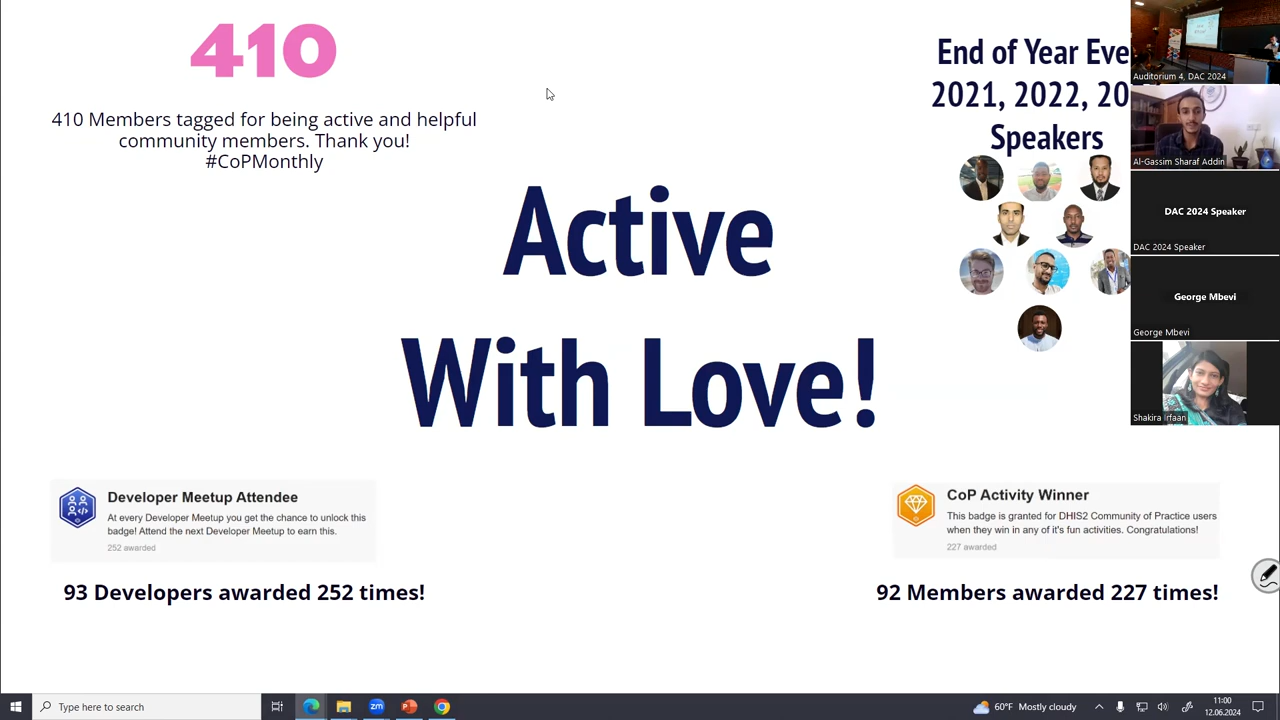 410
410 Members tagged for being active and helpful
community members. Thank you!
#CoPMonthly
End of Year Eve
2021, 2022, 20
Speakers
Active
With Love!
Developer Meetup Attendee
At every Developer Meetup you get the chance to unlock this
badge! Attend the next Developer Meetup to earn this.
252 awarded
93 Developers awarded 252 times!
CoP Activity Winner
This badge is granted for DHIS2 Community of Practice users
when they win in any of it's fun activities. Congratulations!
227 awarded
92 Members awarded 227 times!
Auditorium 4, DAC 2024
Al-Gassim Sharaf Addin
DAC 2024 Speaker
DAC 2024 Speaker
George Mbevi
George Mbevi
Shakira Irfaan
Type here to search
zm
60°F Mostly cloudy
11:00
12.06.2024